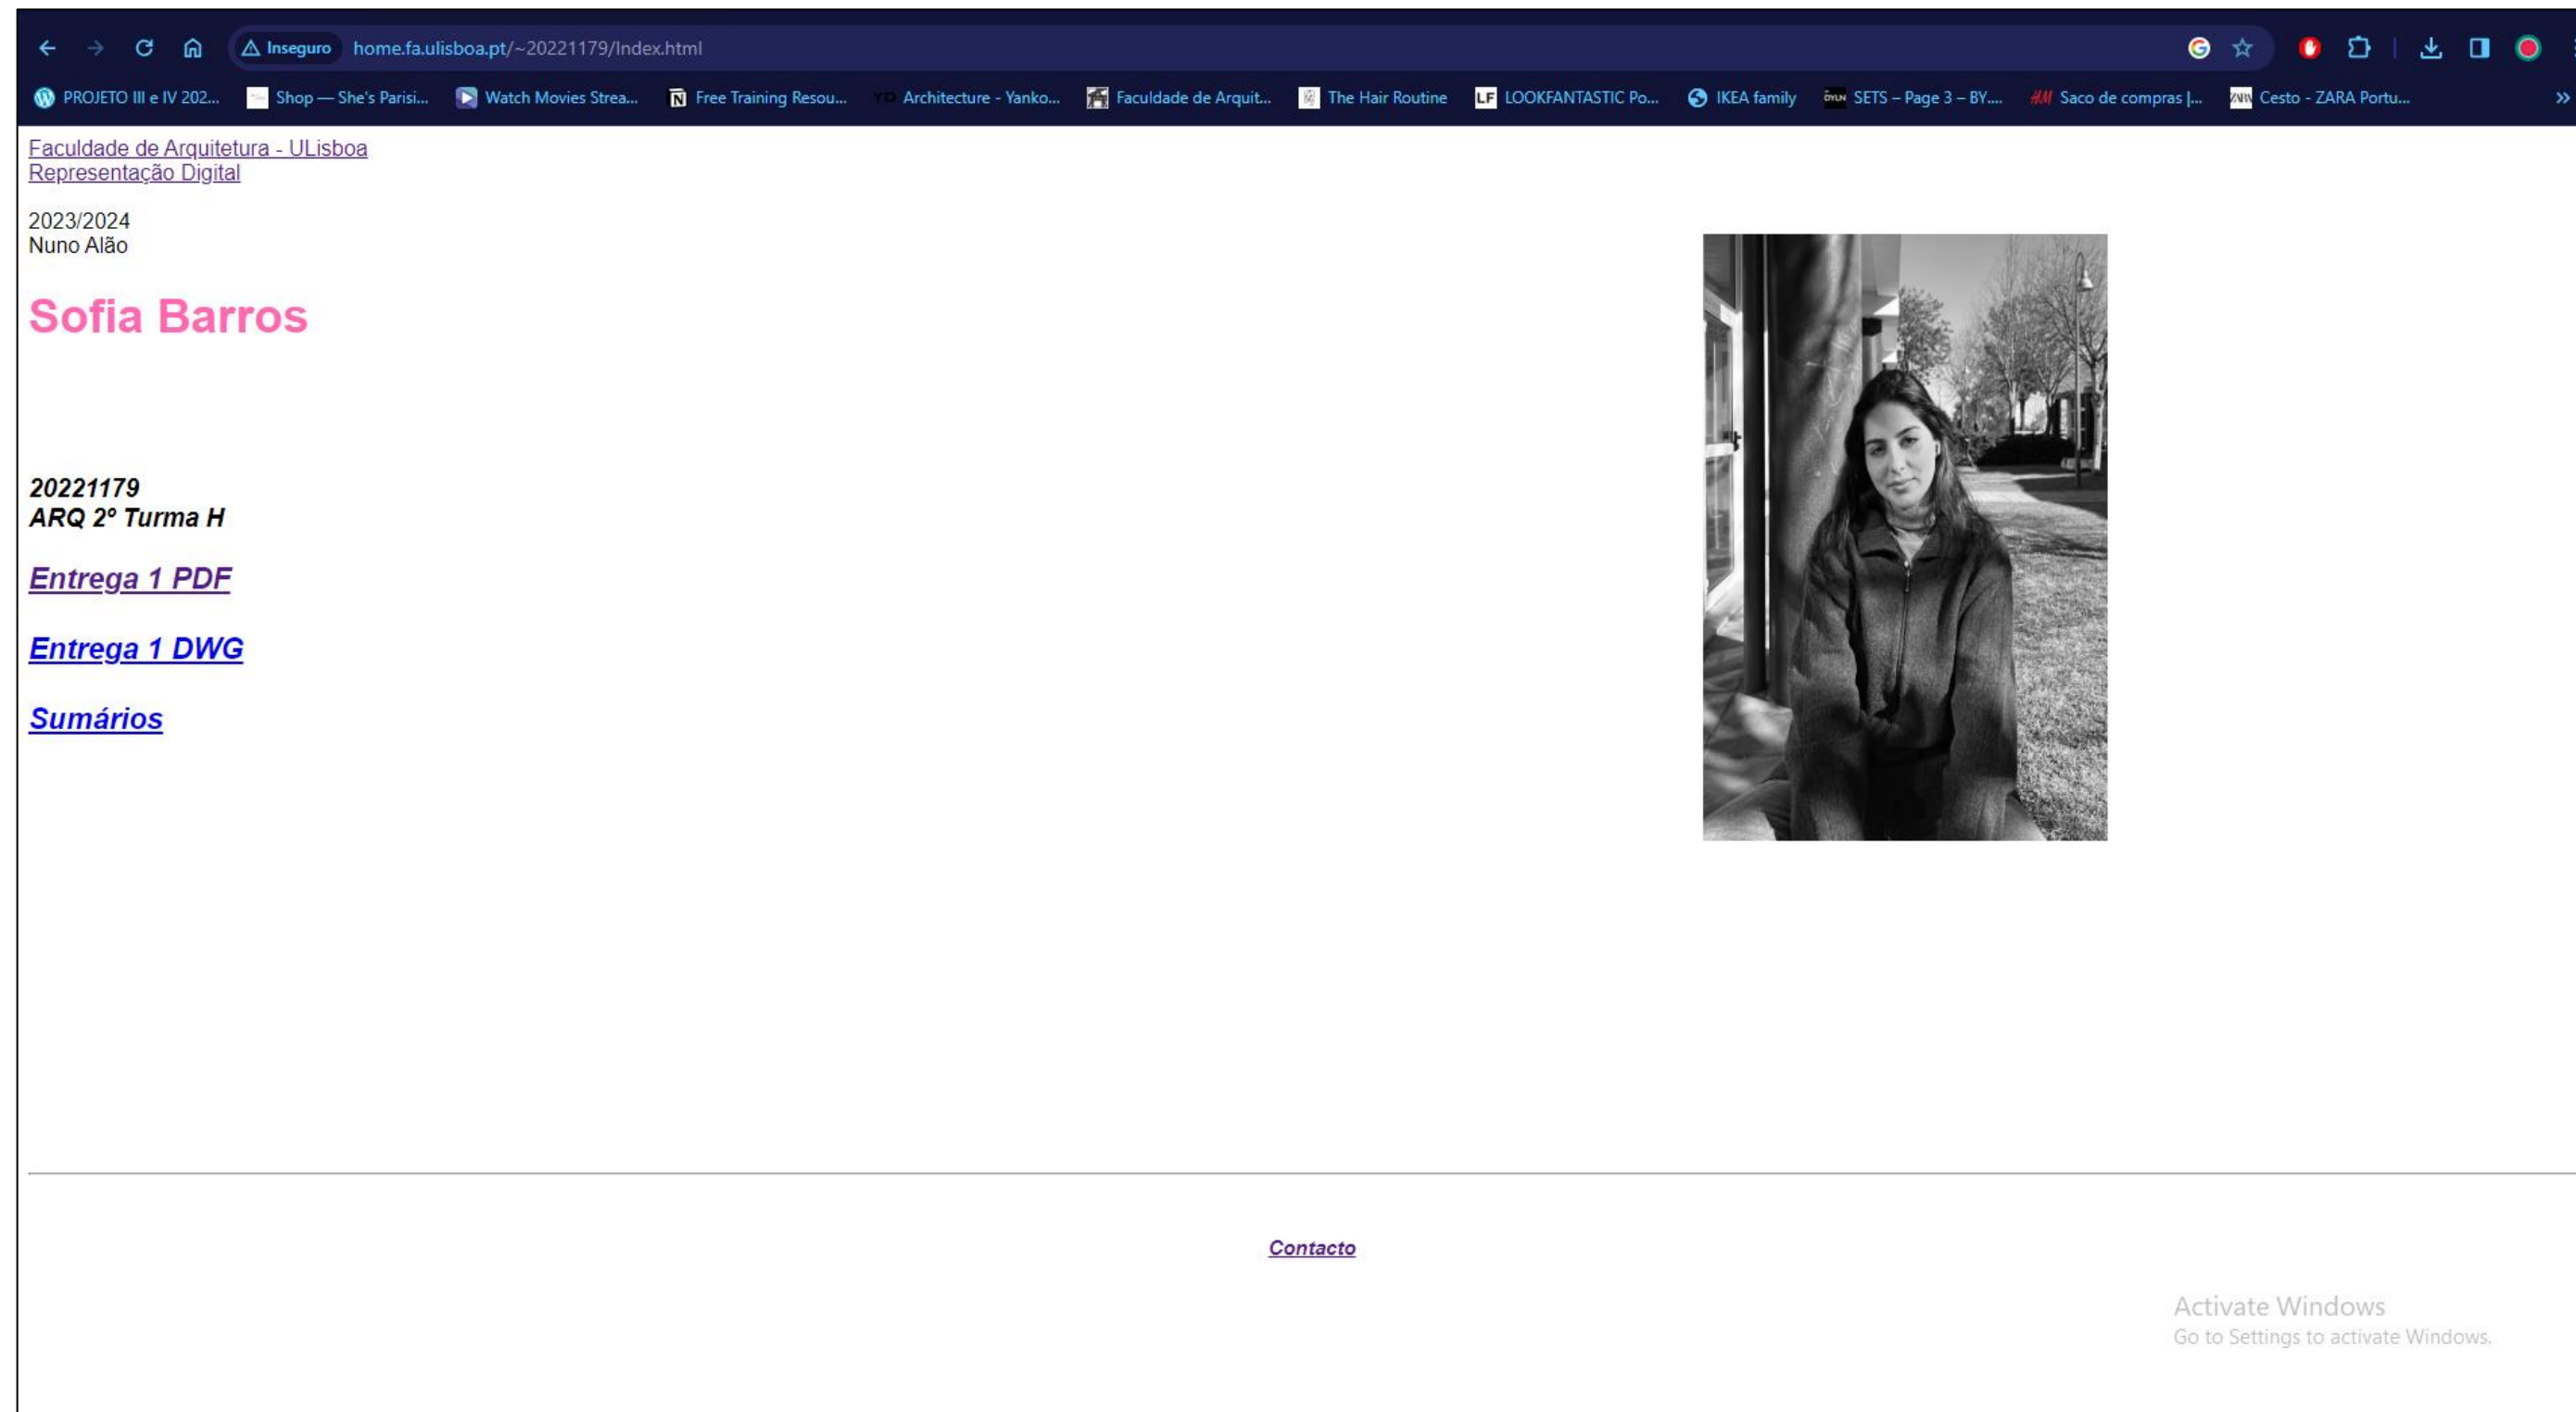 Inseguro home.fa.ulisboa.pt/~20221179/Index.html
PROJETO III e IV 202... Shop — She's Parisi... Watch Movies Strea... Free Training Resou... YD Architecture - Yanko... Faculdade de Arquit... The Hair Routine LF LOOKFANTASTIC Po... IKEA family SETS – Page 3 – BY.... H&M Saco de compras |... ZARA Cesto - ZARA Portu...
Faculdade de Arquitetura - ULisboa
Representação Digital
2023/2024
Nuno Alão
Sofia Barros
20221179
ARQ 2º Turma H
Entrega 1 PDF
Entrega 1 DWG
Sumários
Contacto
Activate Windows
Go to Settings to activate Windows.